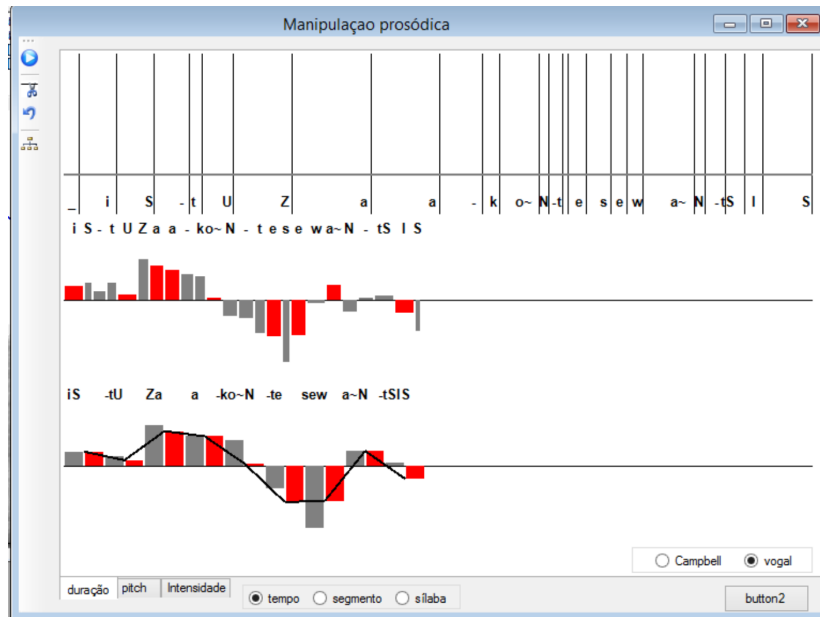 Manipulaçao prosódica
_ i S -t U Z a a - k o~ N -t e s e w a~ N -tS I S
i S - t U Z a a - ko~ N - t e s e w a~ N - tS I S
iS -tU Za a -ko~N -te sew a~N -tSIS
Campbell vogal
duração pitch Intensidade tempo segmento sílaba button2